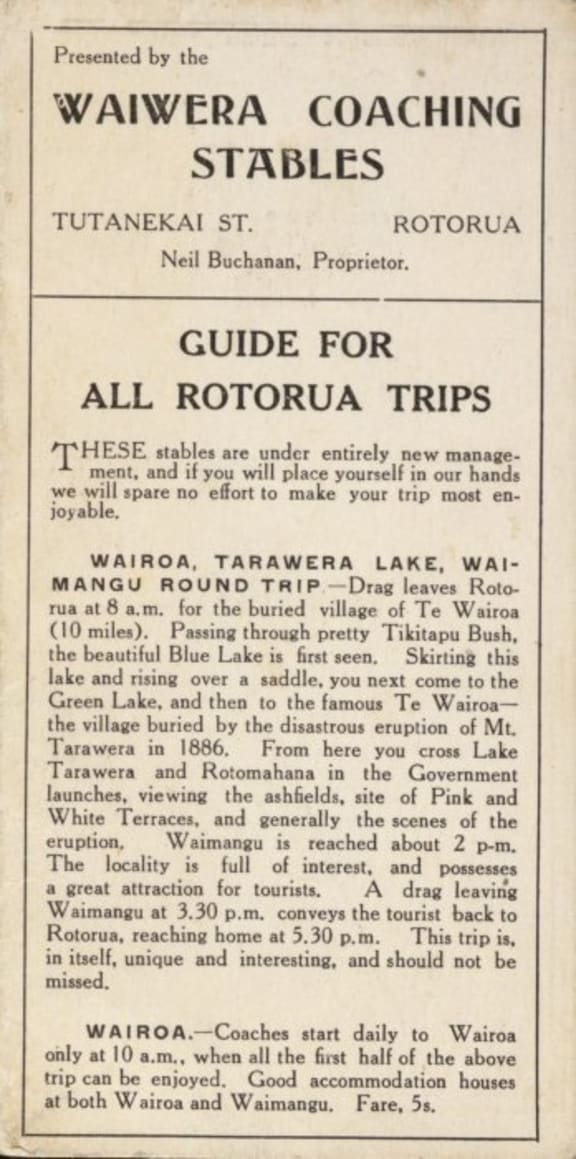 Presented by the
WAIWERA COACHING
STABLES
TUTANEKAI ST. ROTORUA
Neil Buchanan, Proprietor.
GUIDE FOR
ALL ROTORUA TRIPS
THESE stables are under entirely new manage-
ment, and if you will place yourself in our hands
we will spare no effort to make your trip most en-
joyable.
WAIROA, TARAWERA LAKE, WAI-
MANGU ROUND TRIP.—Drag leaves Roto-
rua at 8 a.m. for the buried village of Te Wairoa
(10 miles). Passing through pretty Tikitapu Bush,
the beautiful Blue Lake is first seen. Skirting this
lake and rising over a saddle, you next come to the
Green Lake, and then to the famous Te Wairoa—
the village buried by the disastrous eruption of Mt.
Tarawera in 1886. From here you cross Lake
Tarawera and Rotomahana in the Government
launches, viewing the ashfields, site of Pink and
White Terraces, and generally the scenes of the
eruption. Waimangu is reached about 2 p-m.
The locality is full of interest, and possesses
a great attraction for tourists. A drag leaving
Waimangu at 3.30 p.m. conveys the tourist back to
Rotorua, reaching home at 5.30 p.m. This trip is,
in itself, unique and interesting, and should not be
missed.
WAIROA.—Coaches start daily to Wairoa
only at 10 a.m., when all the first half of the above
trip can be enjoyed. Good accommodation houses
at both Wairoa and Waimangu. Fare, 5s.